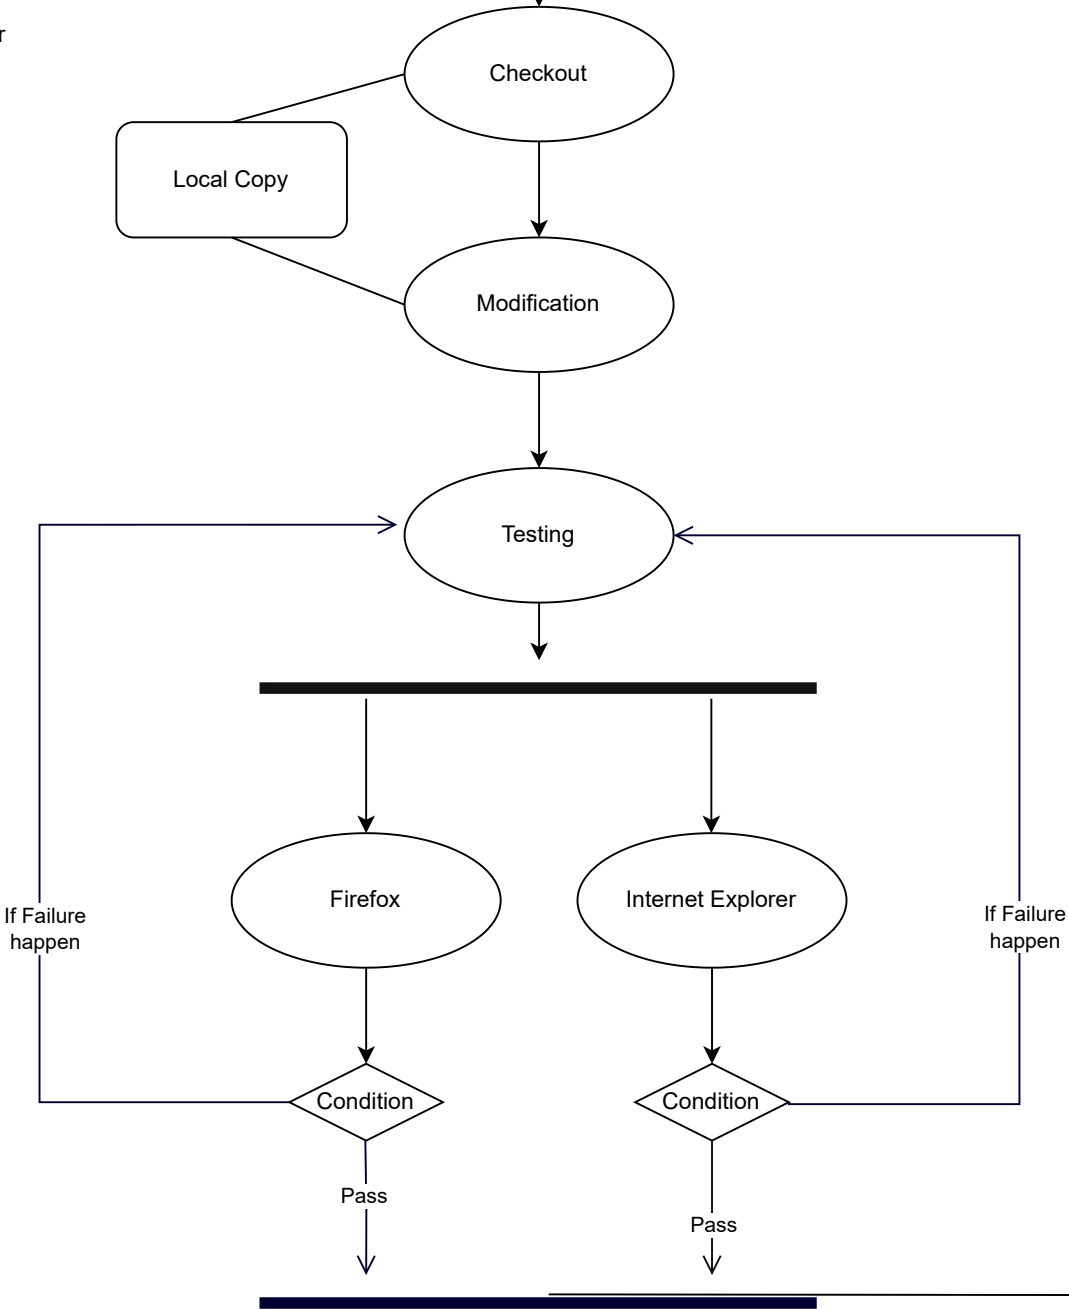 r
Checkout
Local Copy
Modification
Testing
Firefox
Internet Explorer
If Failure
happen
If Failure
happen
Condition
Condition
Pass
Pass